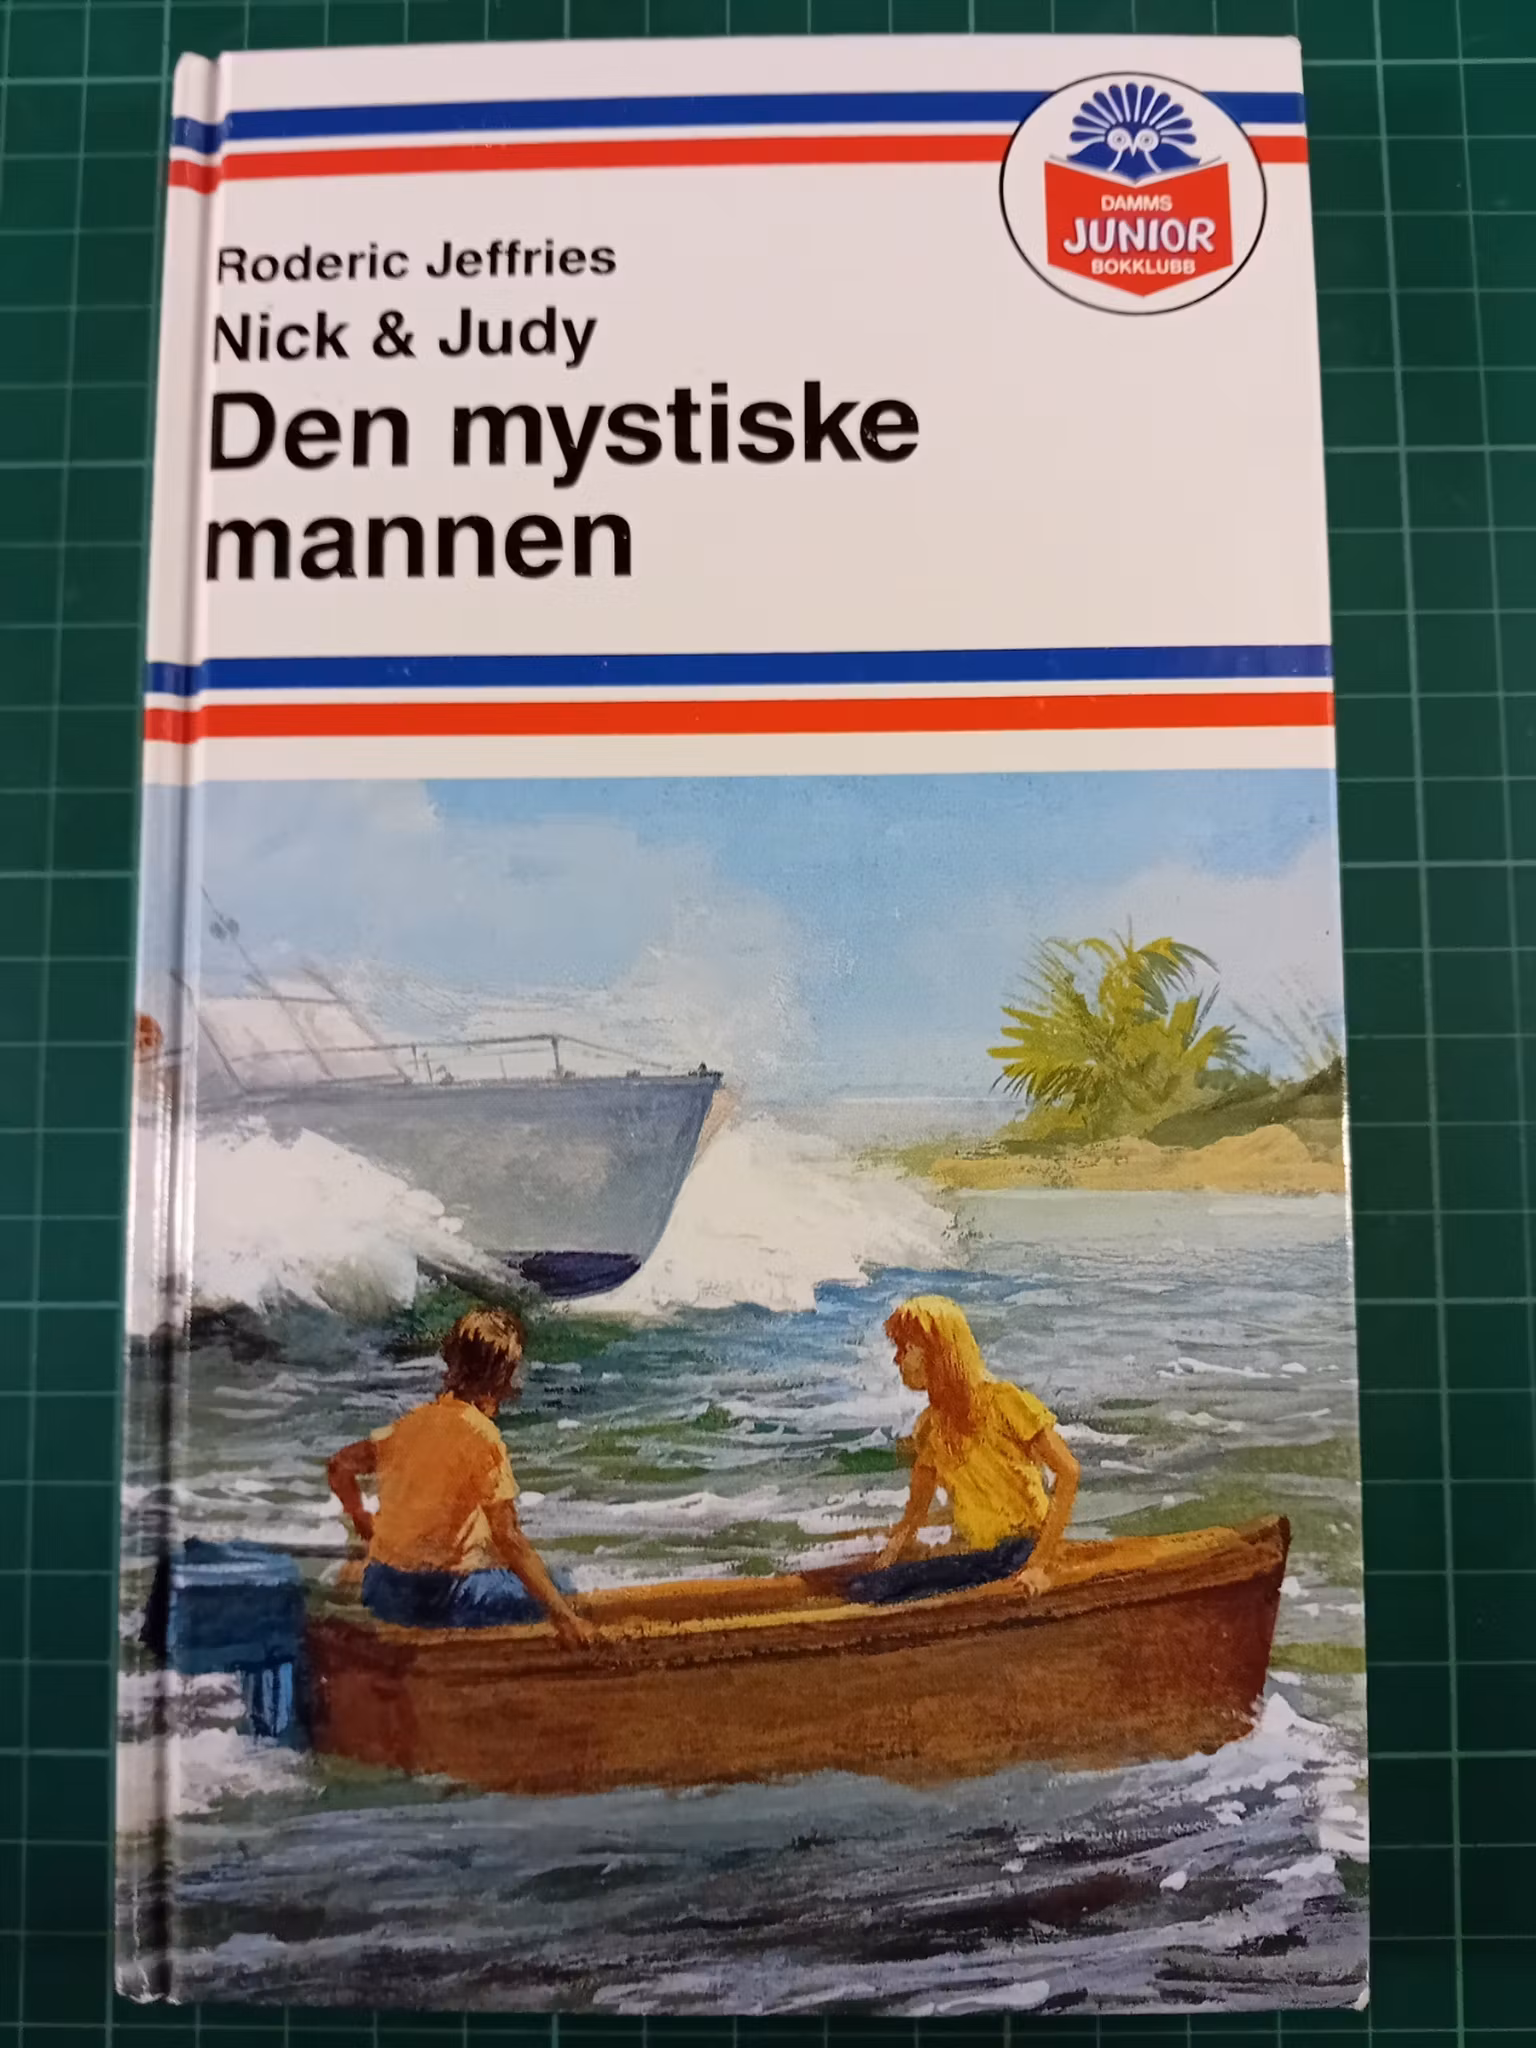 Roderic Jeffries
Nick & Judy
Den mystiske
mannen
DAMMS
JUNIOR
BOKKLUBB